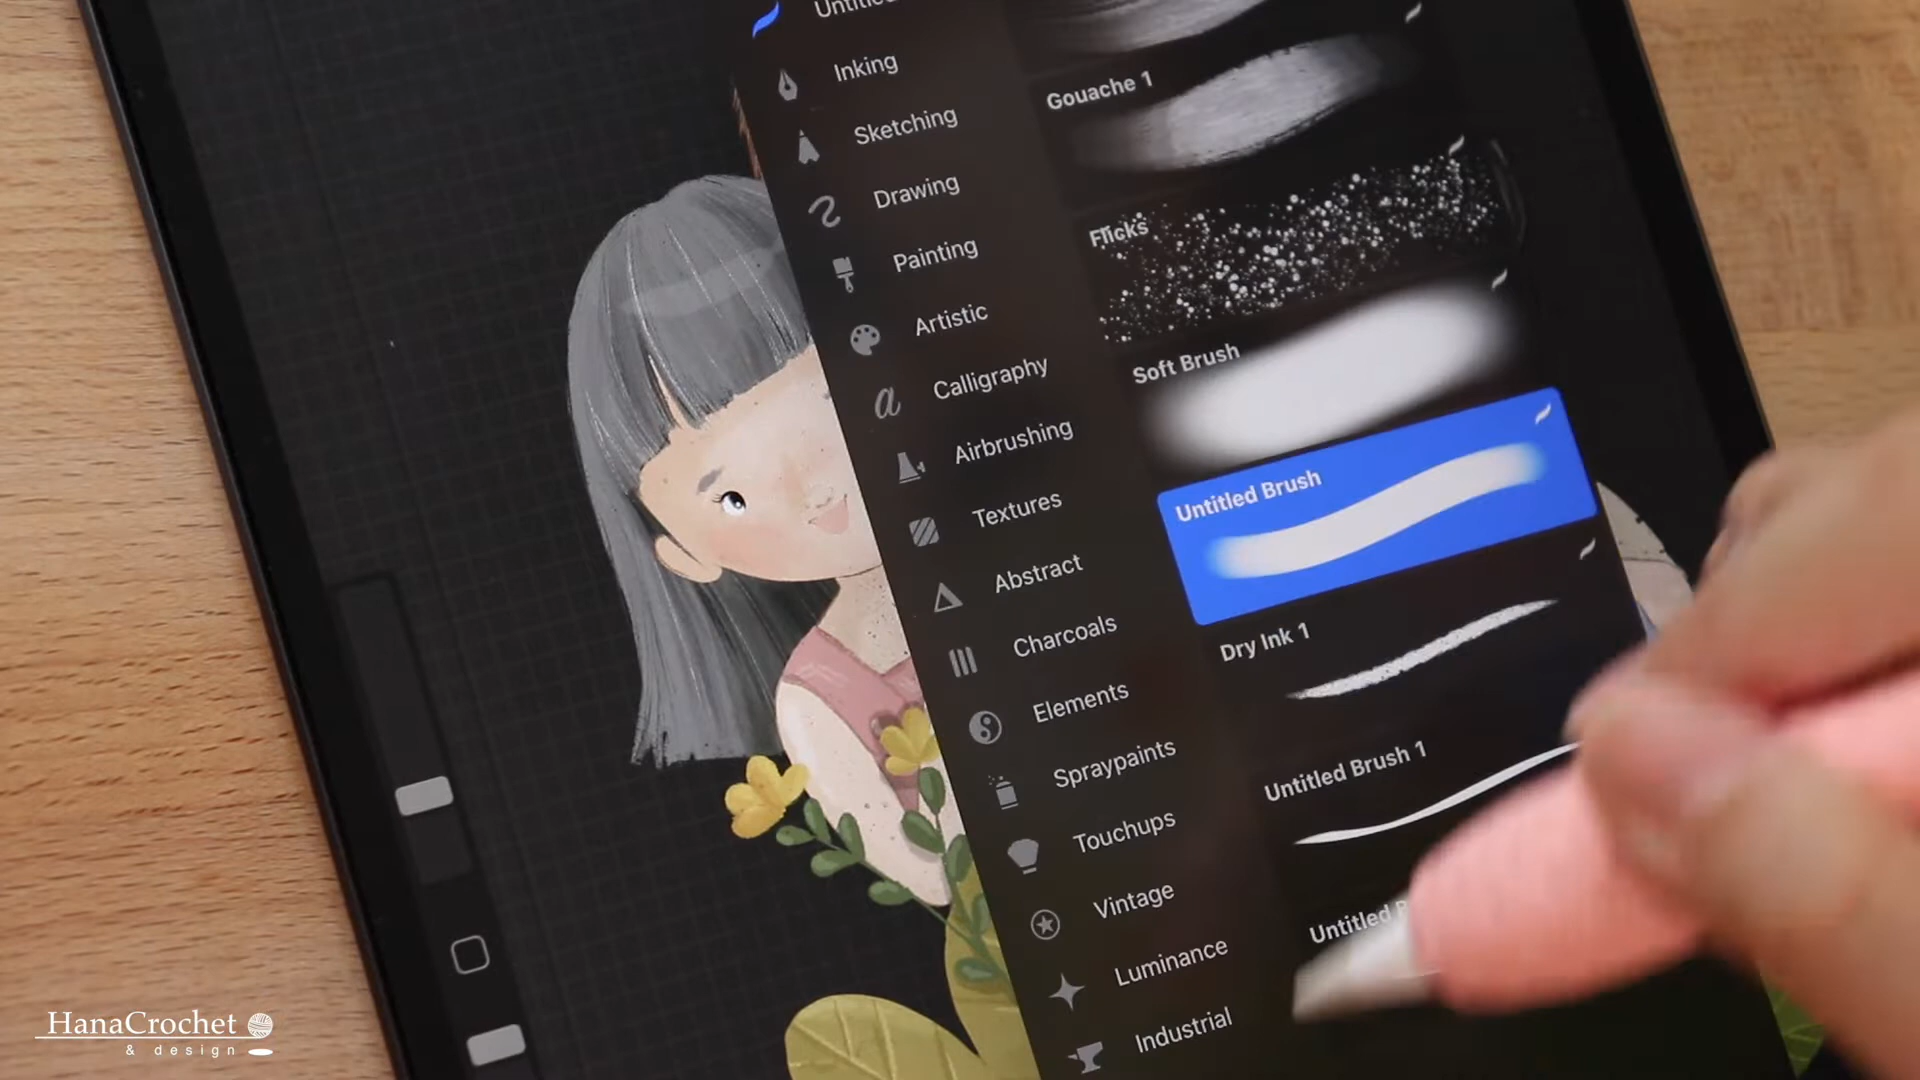 Inking
Sketching
Drawing
Painting
Artistic
Calligraphy
Airbrushing
Textures
Abstract
Charcoals
Elements
Spraypaints
Touchups
Vintage
Luminance
Industrial
Gouache 1
Flicks
Soft Brush
Untitled Brush
Dry Ink 1
Untitled Brush 1
Untitled
HanaCrochet
& design